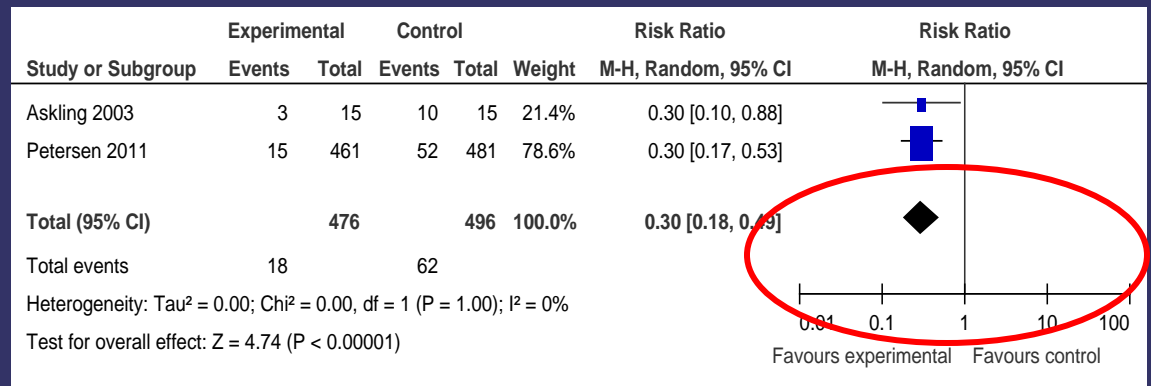 Experimental Control Risk Ratio Risk Ratio
Study or Subgroup Events Total Events Total Weight M-H, Random, 95% CI M-H, Random, 95% CI
Askling 2003 3 15 10 15 21.4% 0.30 [0.10, 0.88]
Petersen 2011 15 461 52 481 78.6% 0.30 [0.17, 0.53]
Total (95% CI) 476 496 100.0% 0.30 [0.18, 0.49]
Total events 18 62
Heterogeneity: Tau² = 0.00; Chi² = 0.00, df = 1 (P = 1.00); I² = 0%
0.01 0.1 1 10 100
Test for overall effect: Z = 4.74 (P < 0.00001)
Favours experimental Favours control